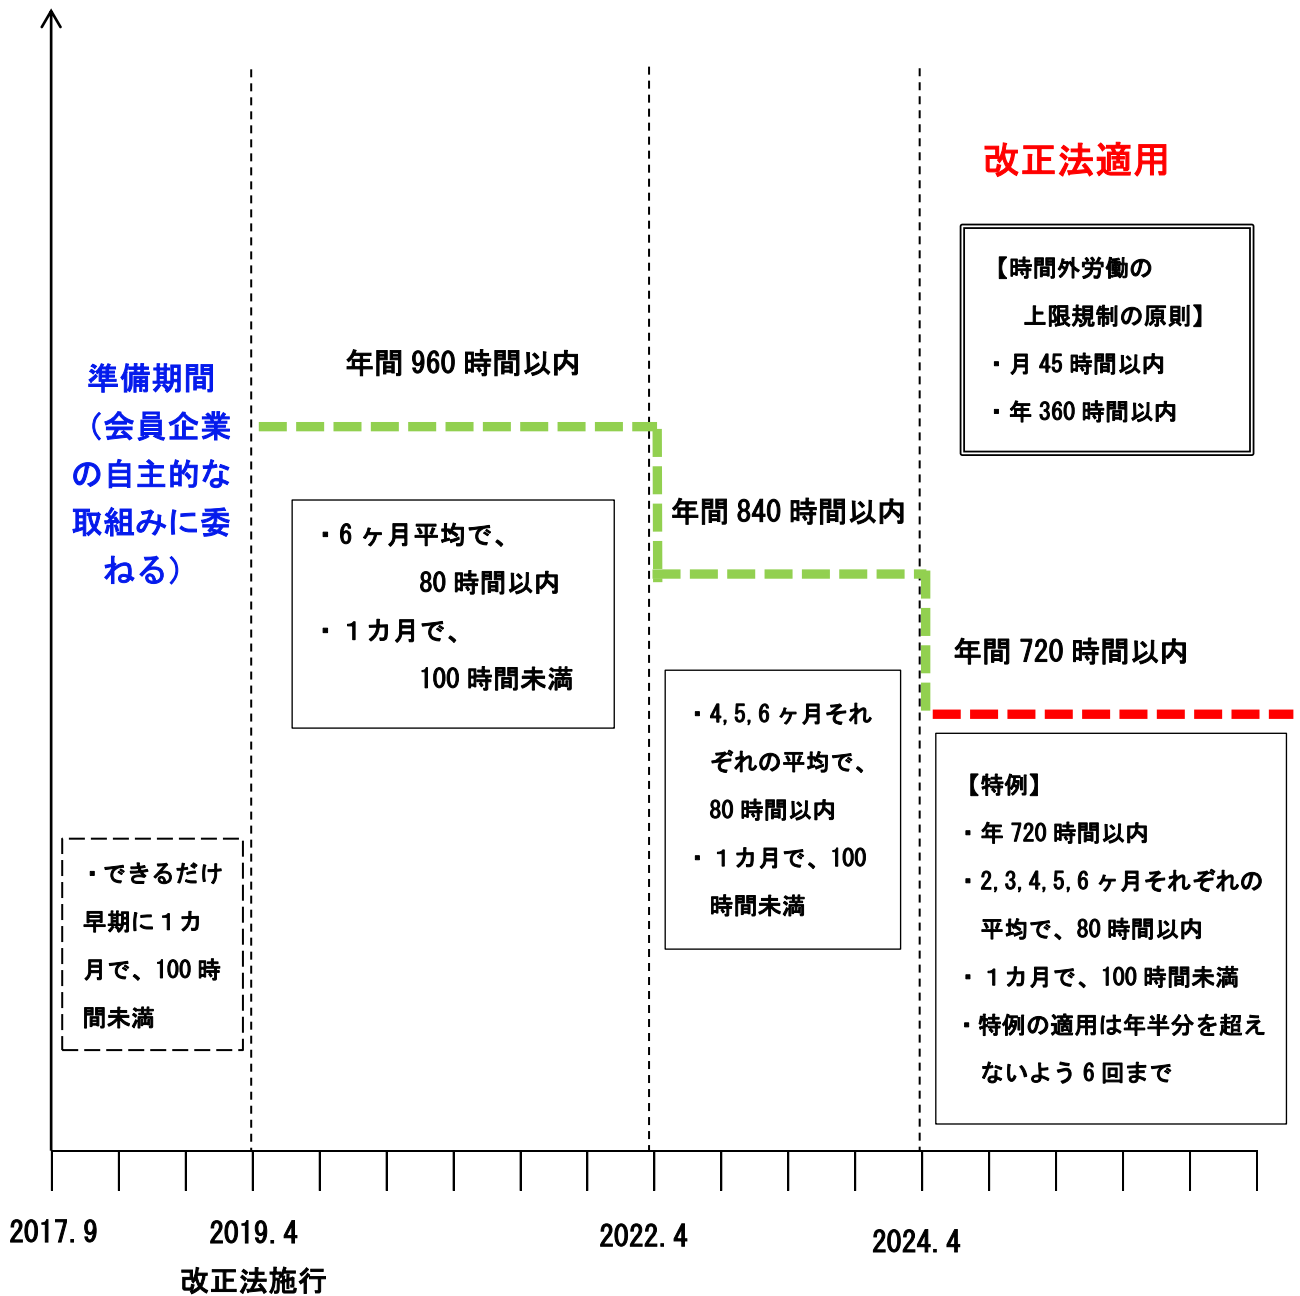 準備期間
（会員企業
の自主的な
取組みに委
ねる）
・できるだけ
早期に１カ
月で、100時
間未満
年間 960 時間以内
・6 ヶ月平均で、
80 時間以内
・１カ月で、
100 時間未満
年間 840 時間以内
・4,5,6 ヶ月それ
ぞれの平均で、
80 時間以内
・１カ月で、100
時間未満
改正法適用
【時間外労働の
上限規制の原則】
・月 45 時間以内
・年 360 時間以内
年間 720 時間以内
【特例】
・年 720 時間以内
・2,3,4,5,6 ヶ月それぞれの
平均で、80 時間以内
・１カ月で、100 時間未満
・特例の適用は年半分を超え
ないよう 6 回まで
2017.9
2019.4
2022.4
2024.4
改正法施行